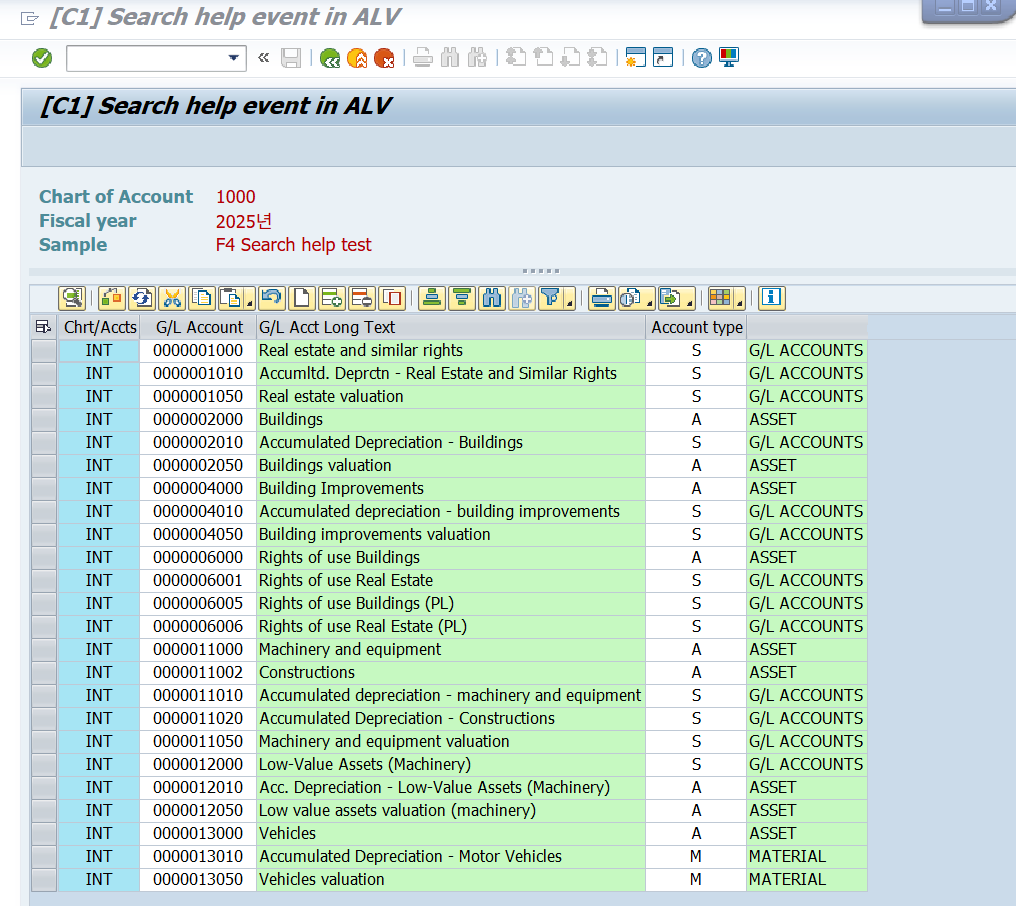 [C1] Search help event in ALV
[C1] Search help event in ALV
Chart of Account 1000
Fiscal year 2025년
Sample F4 Search help test
Chrt/Accts G/L Account G/L Acct Long Text Account type
INT 0000001000 Real estate and similar rights S G/L ACCOUNTS
INT 0000001010 Accumltd. Deprctn - Real Estate and Similar Rights S G/L ACCOUNTS
INT 0000001050 Real estate valuation S G/L ACCOUNTS
INT 0000002000 Buildings A ASSET
INT 0000002010 Accumulated Depreciation - Buildings S G/L ACCOUNTS
INT 0000002050 Buildings valuation A ASSET
INT 0000004000 Building Improvements A ASSET
INT 0000004010 Accumulated depreciation - building improvements S G/L ACCOUNTS
INT 0000004050 Building improvements valuation S G/L ACCOUNTS
INT 0000006000 Rights of use Buildings A ASSET
INT 0000006001 Rights of use Real Estate S G/L ACCOUNTS
INT 0000006005 Rights of use Buildings (PL) S G/L ACCOUNTS
INT 0000006006 Rights of use Real Estate (PL) S G/L ACCOUNTS
INT 0000011000 Machinery and equipment A ASSET
INT 0000011002 Constructions A ASSET
INT 0000011010 Accumulated depreciation - machinery and equipment S G/L ACCOUNTS
INT 0000011020 Accumulated Depreciation - Constructions S G/L ACCOUNTS
INT 0000011050 Machinery and equipment valuation S G/L ACCOUNTS
INT 0000012000 Low-Value Assets (Machinery) S G/L ACCOUNTS
INT 0000012010 Acc. Depreciation - Low-Value Assets (Machinery) A ASSET
INT 0000012050 Low value assets valuation (machinery) A ASSET
INT 0000013000 Vehicles A ASSET
INT 0000013010 Accumulated Depreciation - Motor Vehicles M MATERIAL
INT 0000013050 Vehicles valuation M MATERIAL